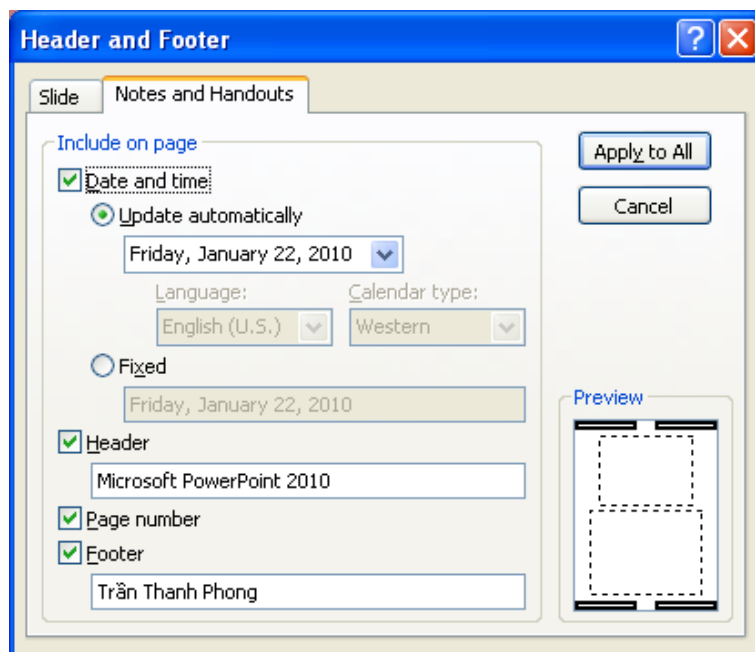 Header and Footer
Slide
Notes and Handouts
Include on page
Apply to All
Date and time
Cancel
Update automatically
Friday, January 22, 2010
Language:
Calendar type:
English (U.S.)
Western
Fixed
Friday, January 22, 2010
Preview
Header
Microsoft PowerPoint 2010
Page number
Footer
Trần Thanh Phong